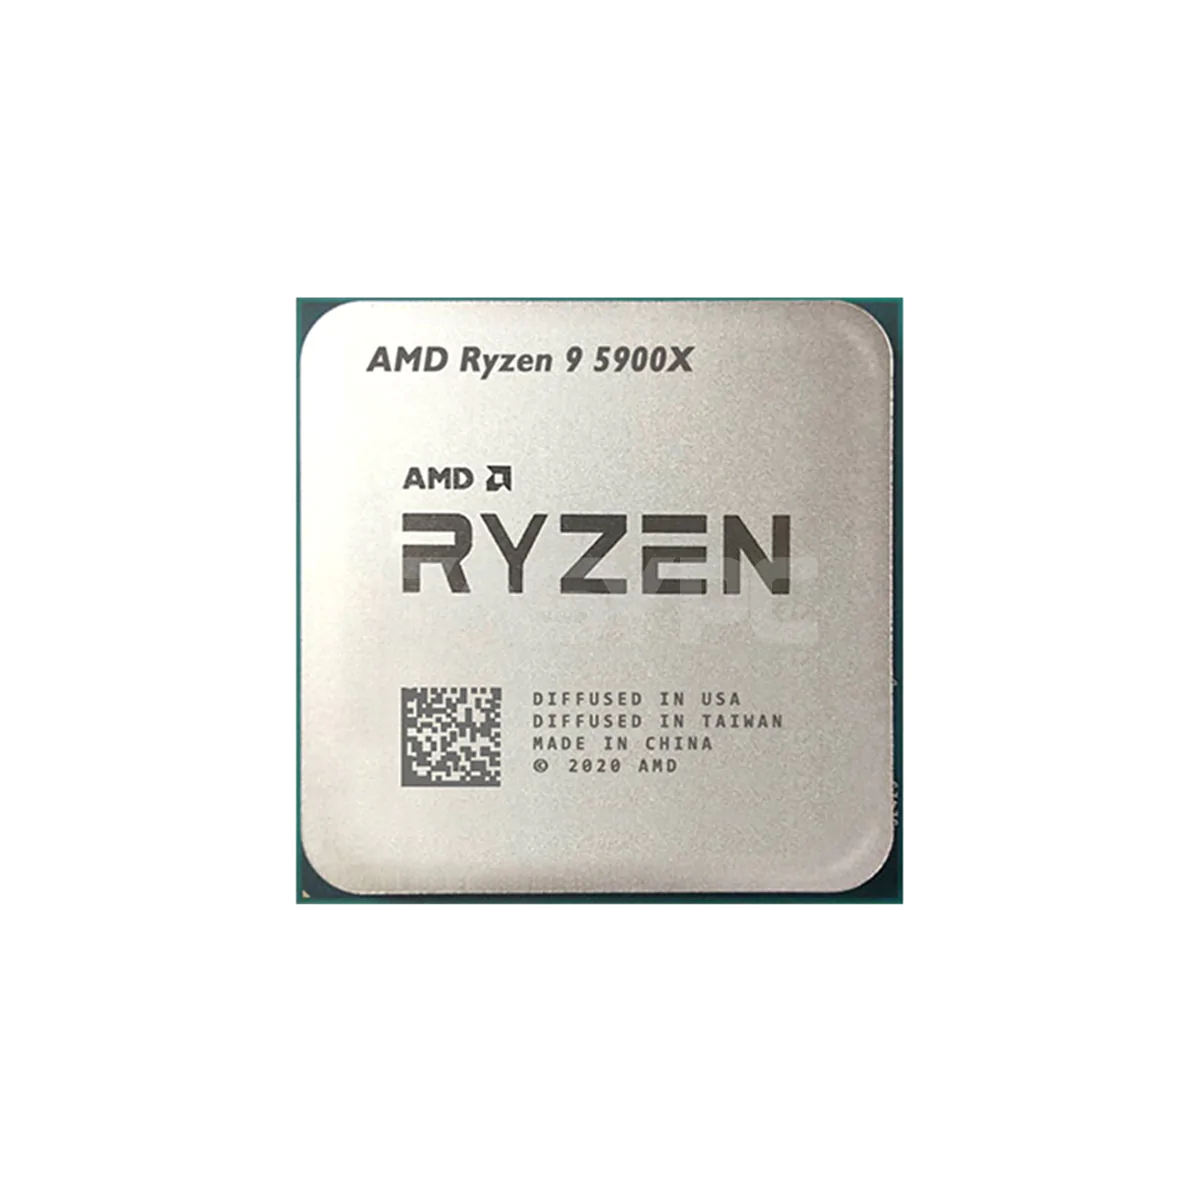 AMD Ryzen 9 5900X
AMD
RYZEN
DIFFUSED IN USA
DIFFUSED IN TAIWAN
MADE IN CHINA
© 2020 AMD